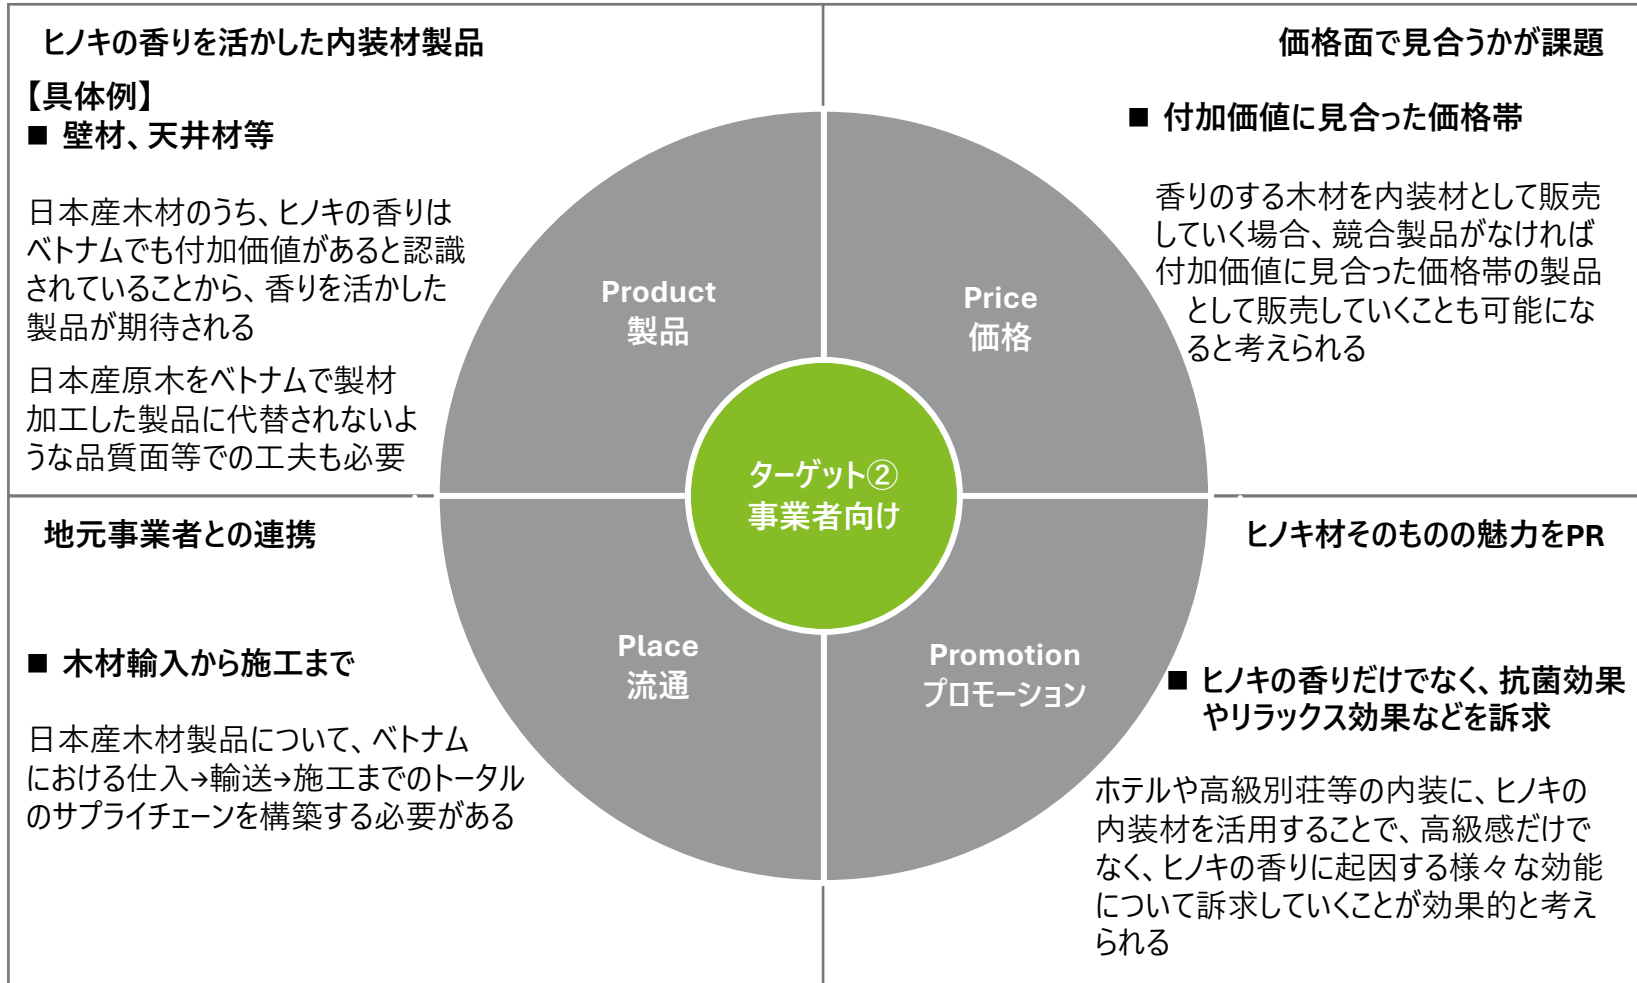 ヒノキの香りを活かした内装材製品
【具体例】
■ 壁材、天井材等
日本産木材のうち、ヒノキの香りは
ベトナムでも付加価値があると認識
されていることから、香りを活かした
製品が期待される
日本産原木をベトナムで製材
加工した製品に代替されないよ
うな品質面等での工夫も必要
Product
製品
価格面で見合うかが課題
■ 付加価値に見合った価格帯
香りのする木材を内装材として販売
していく場合、競合製品がなければ
付加価値に見合った価格帯の製品
として販売していくことも可能にな
ると考えられる
Price
価格
ターゲット②
事業者向け
地元事業者との連携
■ 木材輸入から施工まで
日本産木材製品について、ベトナム
における仕入→輸送→施工までのトータル
のサプライチェーンを構築する必要がある
Place
流通
ヒノキ材そのものの魅力をPR
■ ヒノキの香りだけでなく、抗菌効果
やリラックス効果などを訴求
ホテルや高級別荘等の内装に、ヒノキの
内装材を活用することで、高級感だけで
なく、ヒノキの香りに起因する様々な効能
について訴求していくことが効果的と考え
られる
Promotion
プロモーション